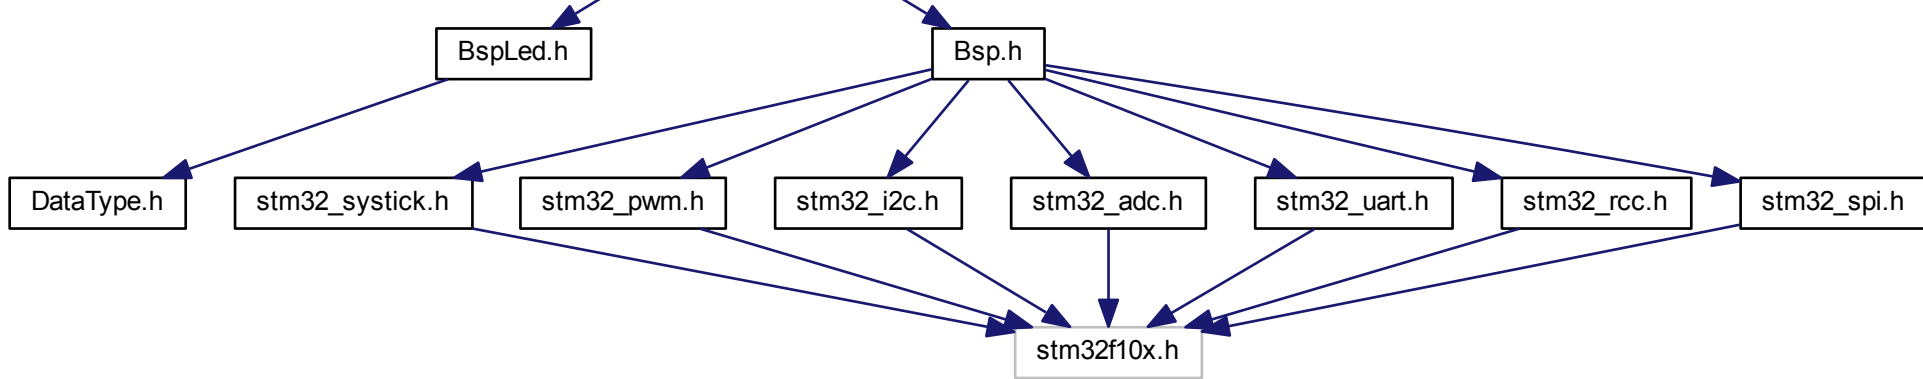 BspLed.h
Bsp.h
DataType.h
stm32_systick.h
stm32_pwm.h
stm32_i2c.h
stm32_adc.h
stm32_uart.h
stm32_rcc.h
stm32_spi.h
stm32f10x.h